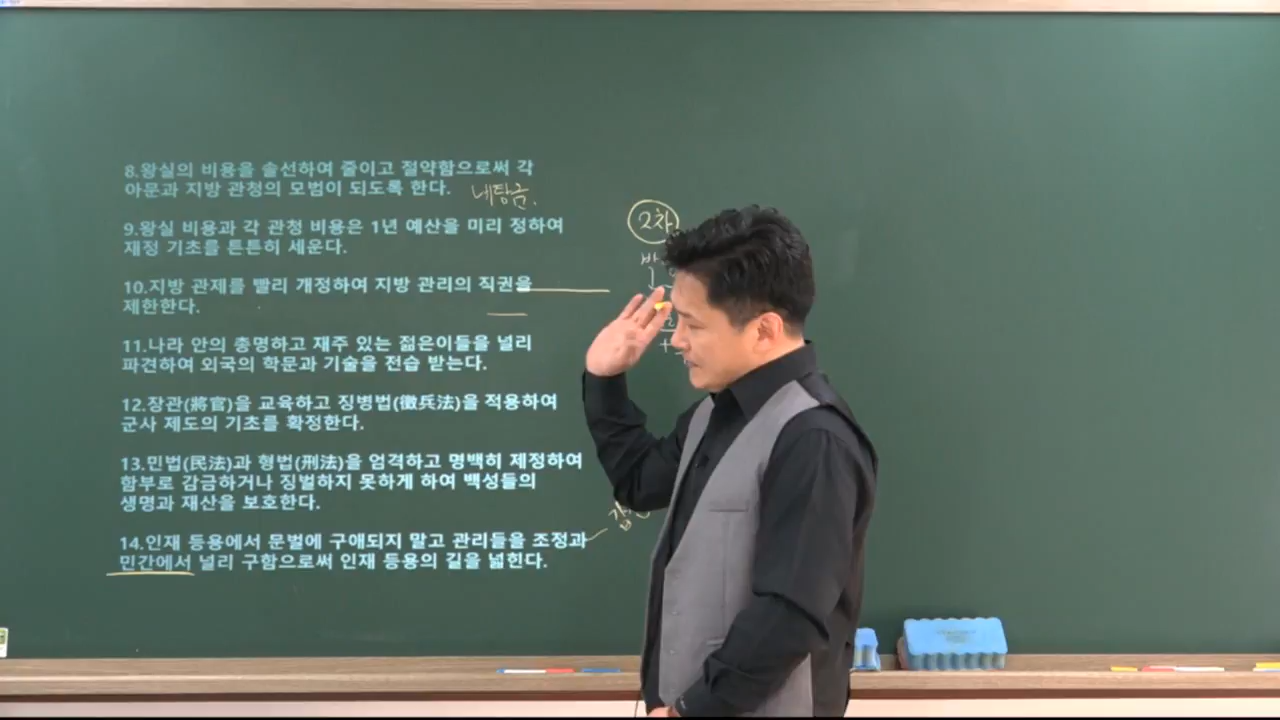 8.왕실의 비용을 솔선하여 줄이고 절약함으로써 각
아문과 지방 관청의 모범이 되도록 한다.
내탕금.
9.왕실 비용과 각 관청 비용은 1년 예산을 미리 정하여
재정 기초를 튼튼히 세운다.
10.지방 관제를 빨리 개정하여 지방 관리의 직권을
제한한다.
11.나라 안의 총명하고 재주 있는 젊은이들을 널리
파견하여 외국의 학문과 기술을 전습 받는다.
12.장관(將官)을 교육하고 징병법(徵兵法)을 적용하여
군사 제도의 기초를 확정한다.
13.민법(民法)과 형법(刑法)을 엄격하고 명백히 제정하여
함부로 감금하거나 징벌하지 못하게 하여 백성들의
생명과 재산을 보호한다.
14.인재 등용에서 문벌에 구애되지 말고 관리들을 조정과
민간에서 널리 구함으로써 인재 등용의 길을 넓힌다.
2차